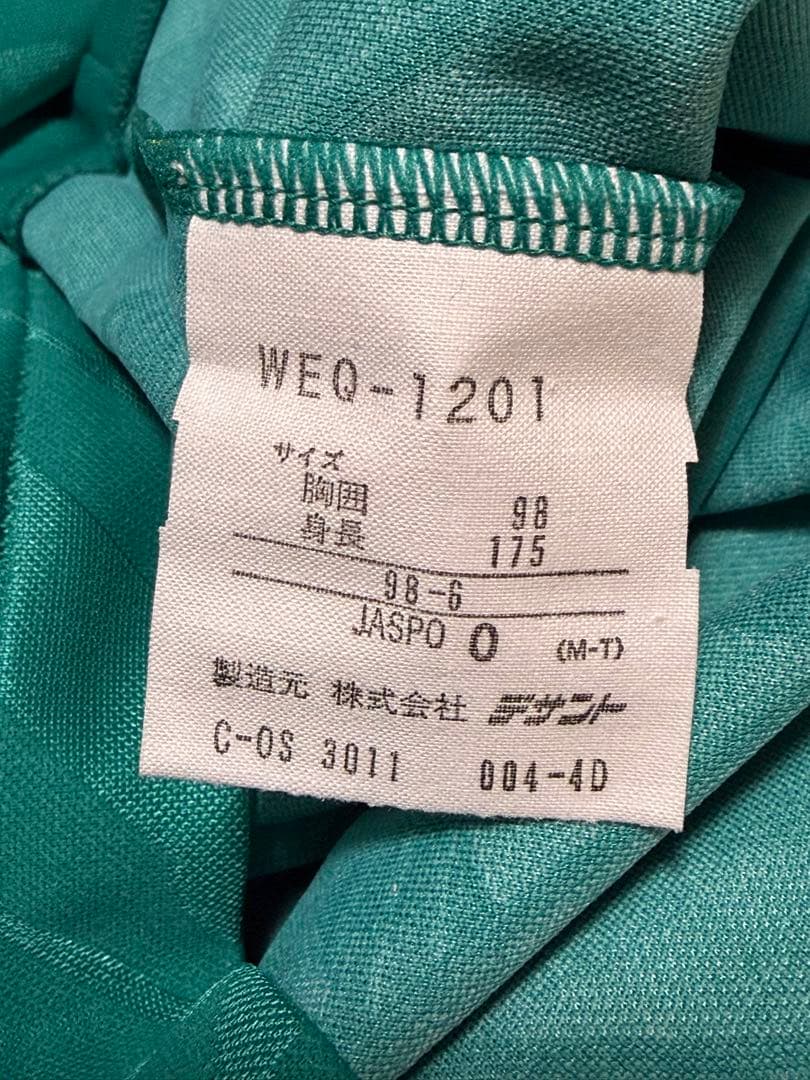 WEQ-1201
サイズ
胸囲 98
身長 175
98-6
JASPO O (M-T)
製造元 株式会社 デサント
C-OS 3011 004-4D